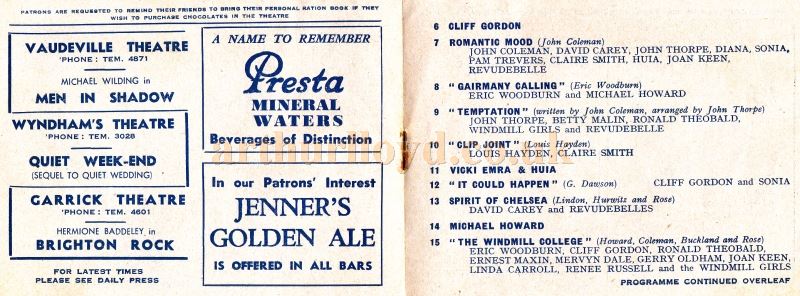 PATRONS ARE REQUESTED TO REMIND THEIR FRIENDS TO BRING THEIR PERSONAL RATION BOOK IF THEY
WISH TO PURCHASE CHOCOLATES IN THE THEATRE
VAUDEVILLE THEATRE
'PHONE: TEM. 4871
MICHAEL WILDING in
MEN IN SHADOW
WYNDHAM'S THEATRE
'PHONE: TEM. 3028
QUIET WEEK-END
(SEQUEL TO QUIET WEDDING)
GARRICK THEATRE
'PHONE: TEM. 4601
HERMIONE BADDELEY in
BRIGHTON ROCK
FOR LATEST TIMES
PLEASE SEE DAILY PRESS
A NAME TO REMEMBER
Presta
MINERAL
WATERS
Beverages of Distinction
In our Patrons' Interest
JENNER'S
GOLDEN ALE
IS OFFERED IN ALL BARS
arthurlloyd.co.uk
6 CLIFF GORDON
7 ROMANTIC MOOD (John Coleman)
JOHN COLEMAN, DAVID CAREY, JOHN THORPE, DIANA, SONIA,
PAM TREVERS, CLAIRE SMITH, HUIA, JOAN KEEN,
REVUDEBELLE
8 "GAIRMANY CALLING" (Eric Woodburn)
ERIC WOODBURN and MICHAEL HOWARD
9 "TEMPTATION" (written by John Coleman, arranged by John Thorpe)
JOHN THORPE, BETTY MALIN, RONALD THEOBALD,
WINDMILL GIRLS and REVUDEBELLE
10 "CLIP JOINT" (Louis Hayden)
LOUIS HAYDEN, CLAIRE SMITH
11 VICKI EMRA & HUIA
12 "IT COULD HAPPEN" (G. Dawson) CLIFF GORDON and SONIA
13 SPIRIT OF CHELSEA (Lindon, Hurwitz and Rose)
DAVID CAREY and REVUDEBELLES
14 MICHAEL HOWARD
15 "THE WINDMILL COLLEGE" (Howard, Coleman, Buckland and Rose)
ERIC WOODBURN, CLIFF GORDON, RONALD THEOBALD,
ERNEST MAXIN, MERVYN DALE, GERRY OLDHAM, JOAN KEEN,
LINDA CARROLL, RENEE RUSSELL and the WINDMILL GIRLS
PROGRAMME CONTINUED OVERLEAF